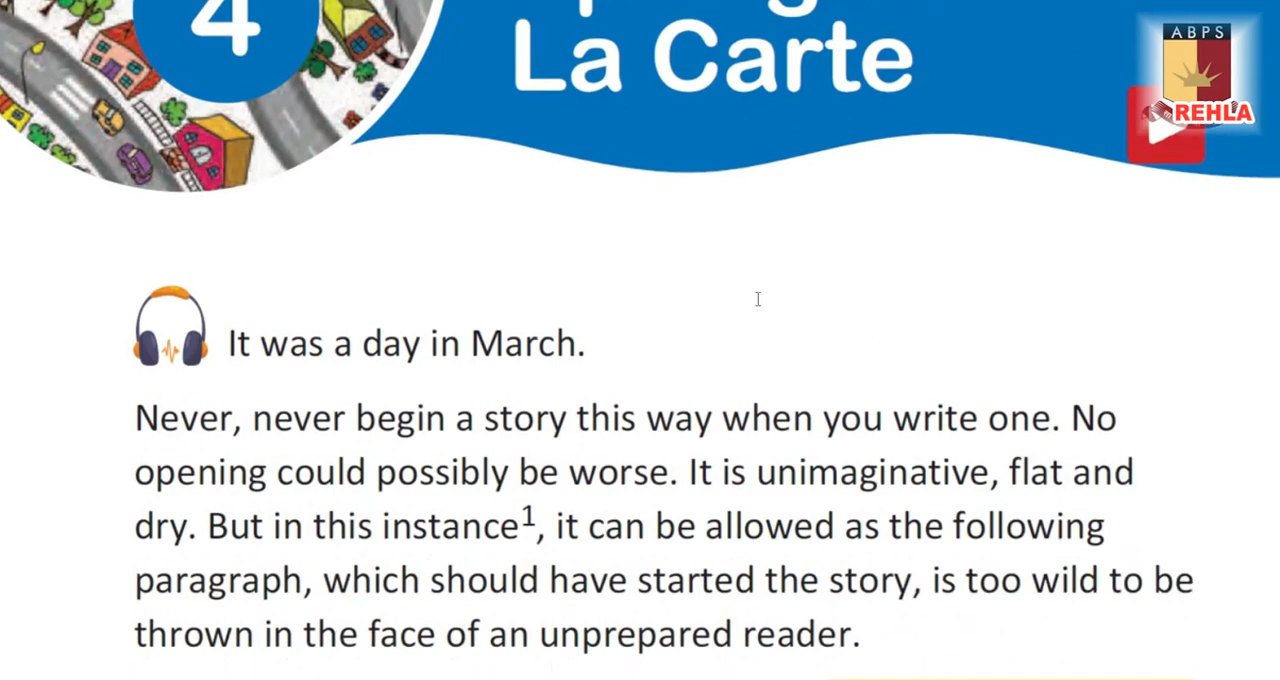 4
La Carte
ABPS
REHLA
It was a day in March.
Never, never begin a story this way when you write one. No
opening could possibly be worse. It is unimaginative, flat and
dry. But in this instance¹, it can be allowed as the following
paragraph, which should have started the story, is too wild to be
thrown in the face of an unprepared reader.